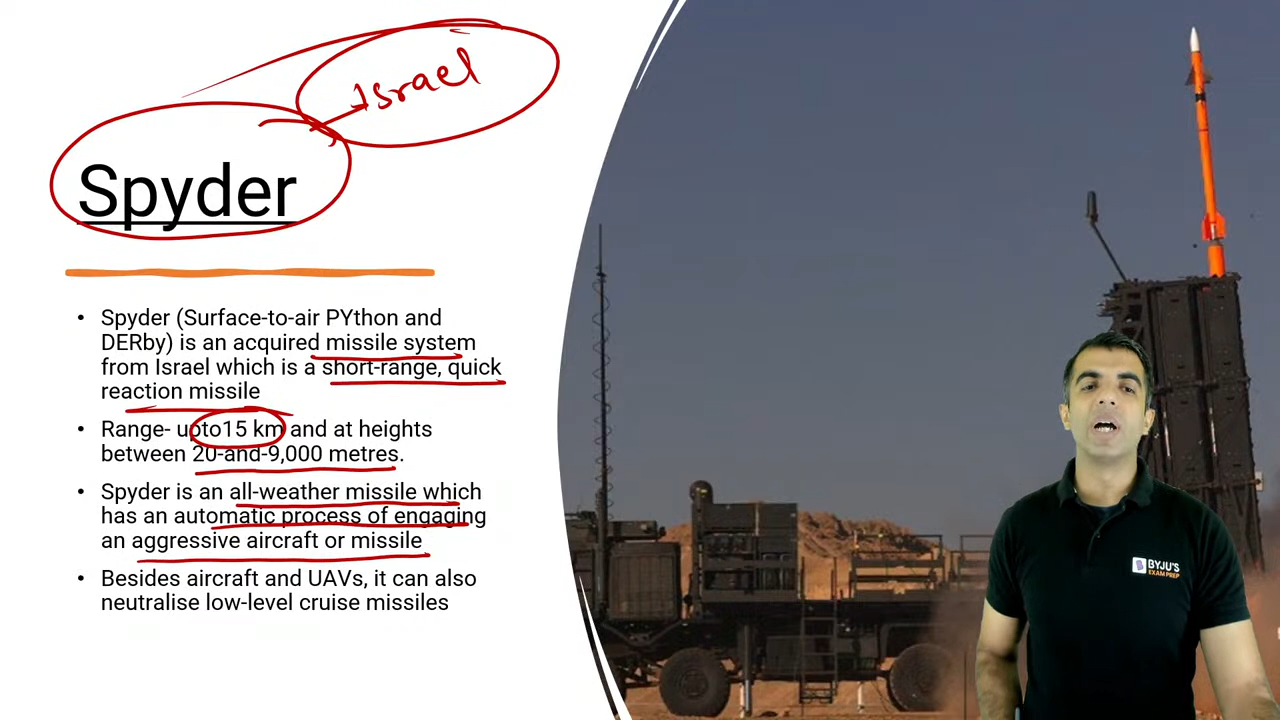 Israel
Spyder
• Spyder (Surface-to-air PYthon and
DERby) is an acquired missile system
from Israel which is a short-range, quick
reaction missile
• Range- upto15 km and at heights
between 20-and-9,000 metres.
• Spyder is an all-weather missile which
has an automatic process of engaging
an aggressive aircraft or missile
• Besides aircraft and UAVs, it can also
neutralise low-level cruise missiles
BYJU'S
EXAM PREP